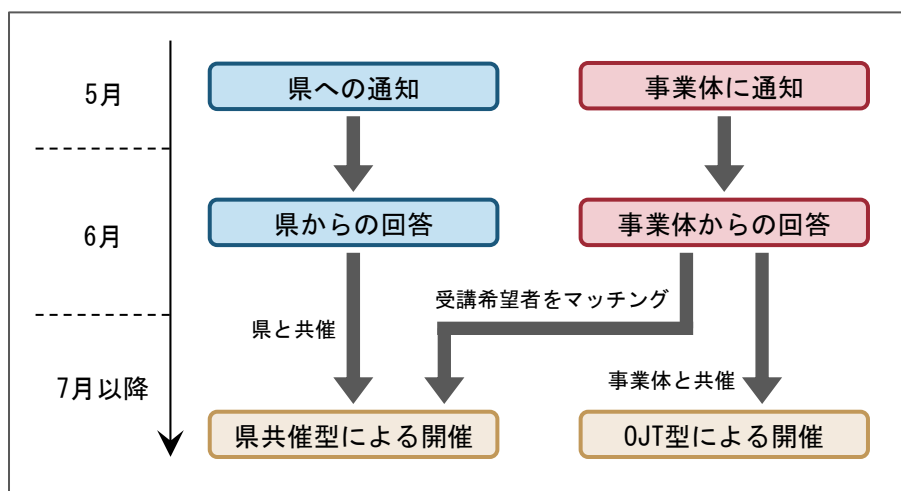 5月
県への通知
事業体に通知
6月
県からの回答
事業体からの回答
受講希望者をマッチング
県と共催
7月以降
事業体と共催
県共催型による開催
OJT型による開催